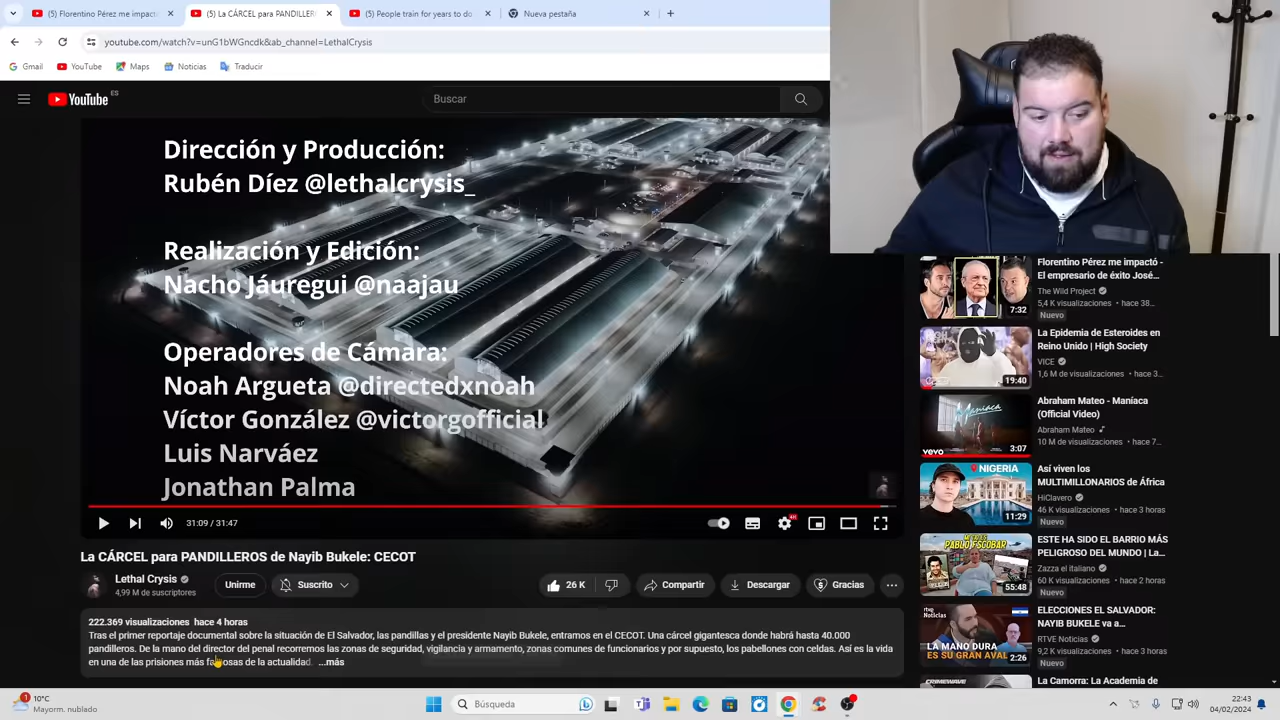 (5) Florentino Pérez me impact
(5) La CÁRCEL para PANDILLER
(5) People train for years to do
Nueva pestaña
youtube.com/watch?v=unG1bWGncdk&ab_channel=LethalCrysis
Gmail
YouTube
Maps
Noticias
Traducir
YouTube ES
Buscar
Dirección y Producción:
Rubén Díez @lethalcrysis_
Realización y Edición:
Nacho Jáuregui @naajau
Operadores de Cámara:
Noah Argueta @directedxnoah
Víctor González @victorgofficial
Luis Narváez
Jonathan Palma
31:09 / 31:47
La CÁRCEL para PANDILLEROS de Nayib Bukele: CECOT
Lethal Crysis
4,99 M de suscriptores
Unirme
Suscrito
26 K
Compartir
Descargar
Gracias
222.369 visualizaciones hace 4 horas
Tras el primer reportaje documental sobre la situación de El Salvador, las pandillas y el presidente Nayib Bukele, entramos en el CECOT. Una cárcel gigantesca donde habrá hasta 40.000
pandilleros. De la mano del director del penal recorremos las zonas de seguridad, vigilancia y armamento, zonas comunes de funcionarios y por supuesto, los pabellones con celdas. Así es la vida
en una de las prisiones más famosas de la actualidad. ...más
Florentino Pérez me impactó -
El empresario de éxito José...
The Wild Project
5,4 K visualizaciones • hace 38...
Nuevo
7:32
La Epidemia de Esteroides en
Reino Unido | High Society
VICE
1,6 M de visualizaciones • hace 3...
19:40
Abraham Mateo - Maníaca
(Official Video)
Abraham Mateo
10 M de visualizaciones • hace 7...
Maníaca
vevo
3:07
Así viven los
MULTIMILLONARIOS de África
HiClavero
46 K visualizaciones • hace 3 horas
Nuevo
NIGERIA
11:29
ESTE HA SIDO EL BARRIO MÁS
PELIGROSO DEL MUNDO | La...
Zazza el italiano
60 K visualizaciones • hace 2 horas
Nuevo
PABLO ESCOBAR
55:48
ELECCIONES EL SALVADOR:
NAYIB BUKELE va a...
RTVE Noticias
9,2 K visualizaciones • hace 3 horas
Nuevo
rtve Noticias
LA MANO DURA
ES SU GRAN AVAL
2:26
La Camorra: La Academia de
CRIMEWAVE
10°C
Mayorm. nublado
Búsqueda
22:43
04/02/2024